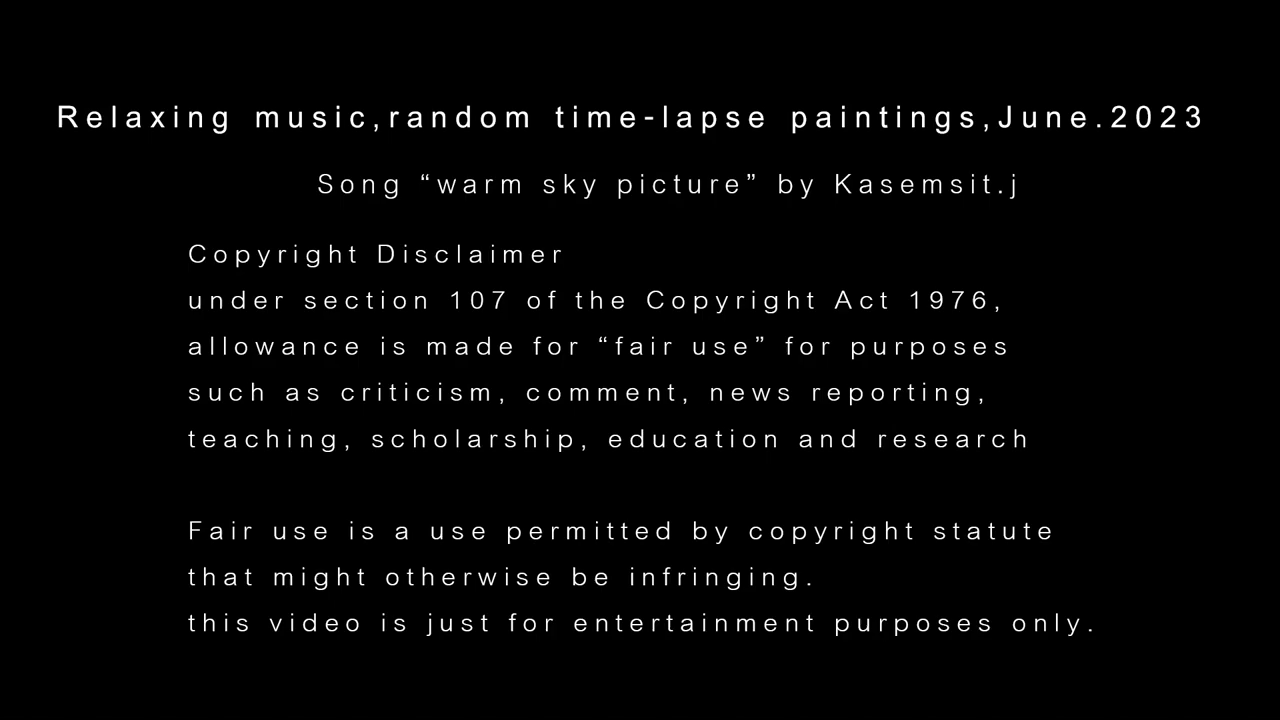 Relaxing music,random time-lapse paintings,June.2023
Song “warm sky picture” by Kasemsit.j
Copyright Disclaimer
under section 107 of the Copyright Act 1976,
allowance is made for “fair use” for purposes
such as criticism, comment, news reporting,
teaching, scholarship, education and research
Fair use is a use permitted by copyright statute
that might otherwise be infringing.
this video is just for entertainment purposes only.